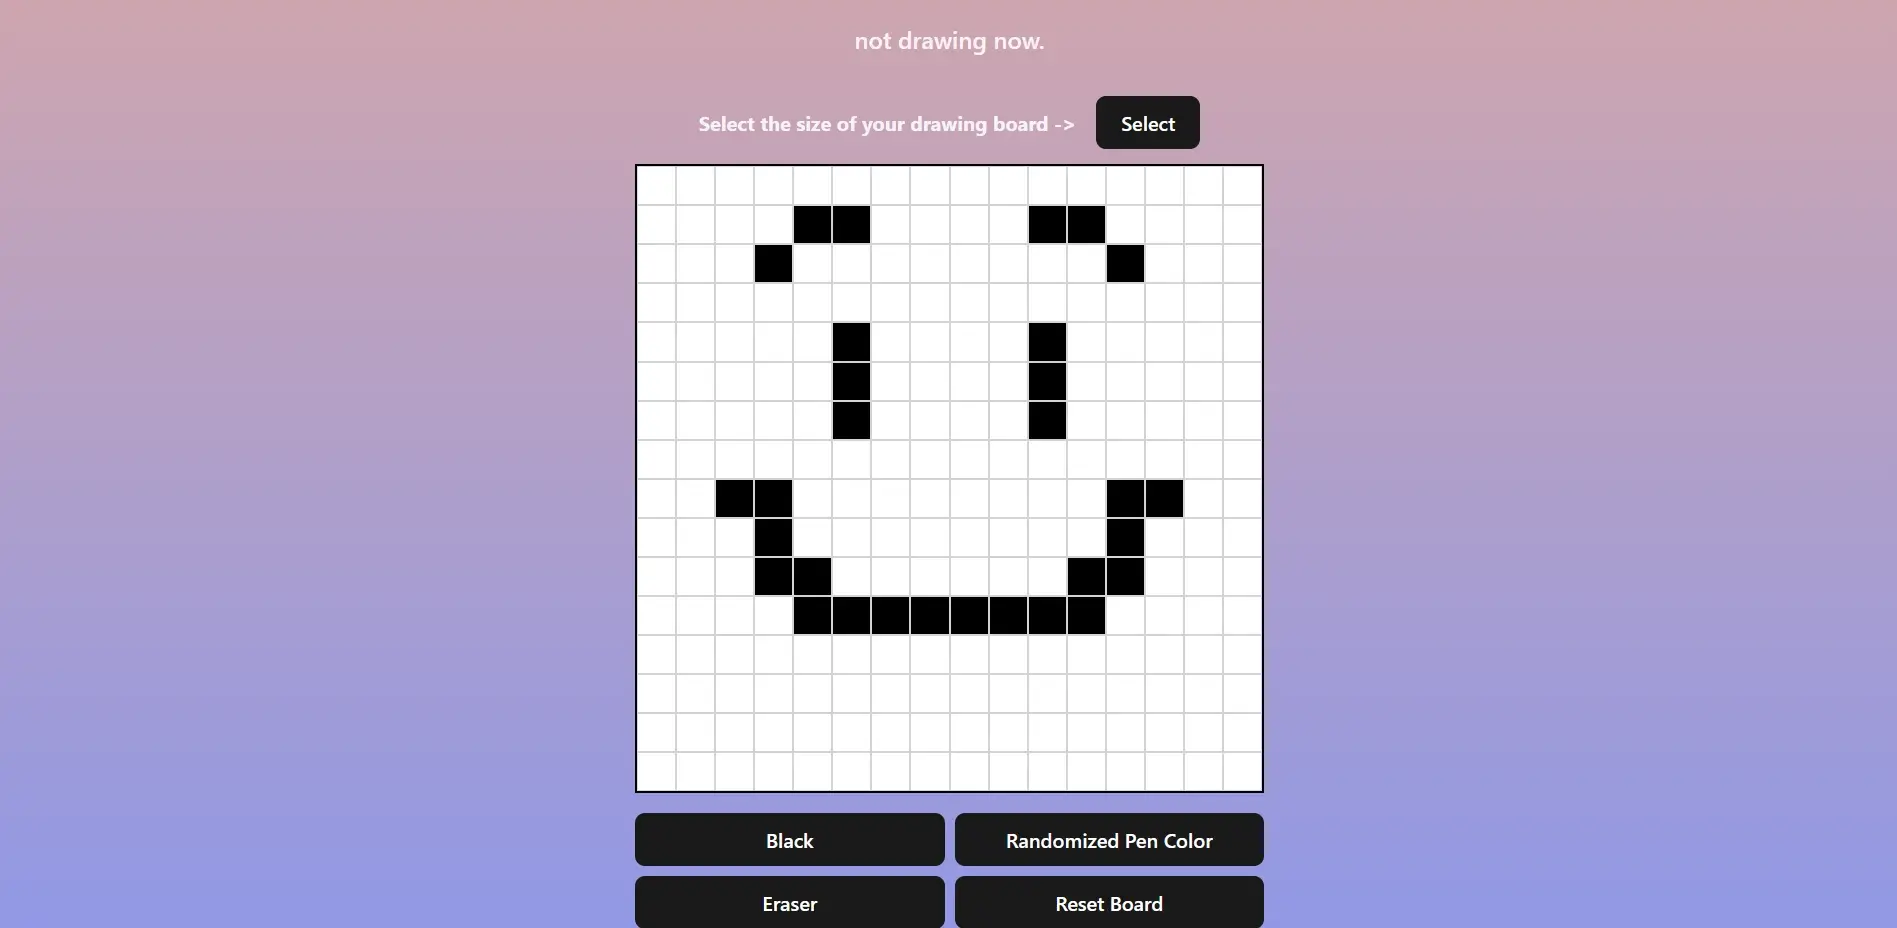 not drawing now.
Select the size of your drawing board -> Select
Black
Randomized Pen Color
Eraser
Reset Board